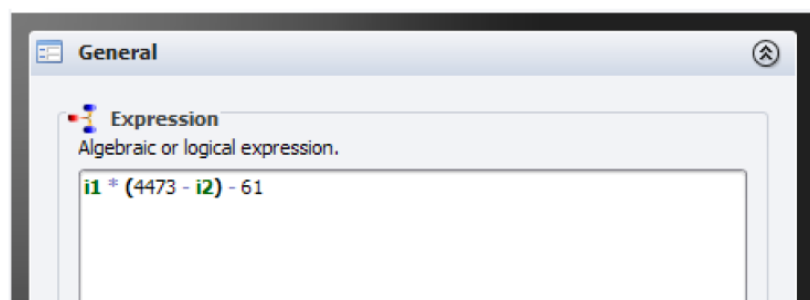 General
Expression
Algebraic or logical expression.
i1 * (4473 - i2) - 61